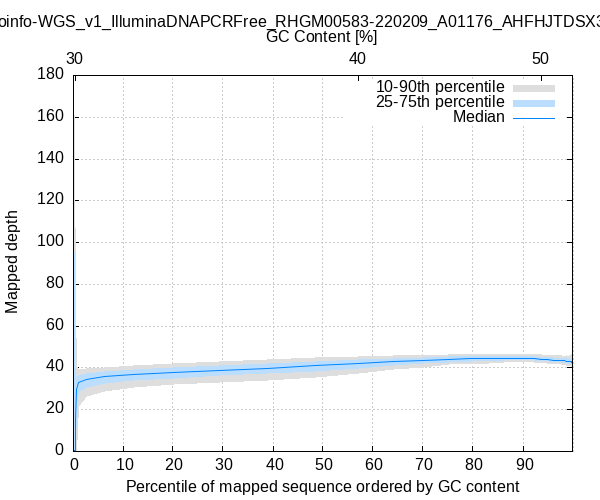 oinfo-WGS_v1_IlluminaDNAPCRFree_RHGM00583-220209_A01176_AHFHJTDSX3
GC Content [%]
30 40 50
180
160
140
120
100
80
60
40
20
0
Mapped depth
10-90th percentile
25-75th percentile
Median
0 10 20 30 40 50 60 70 80 90
Percentile of mapped sequence ordered by GC content